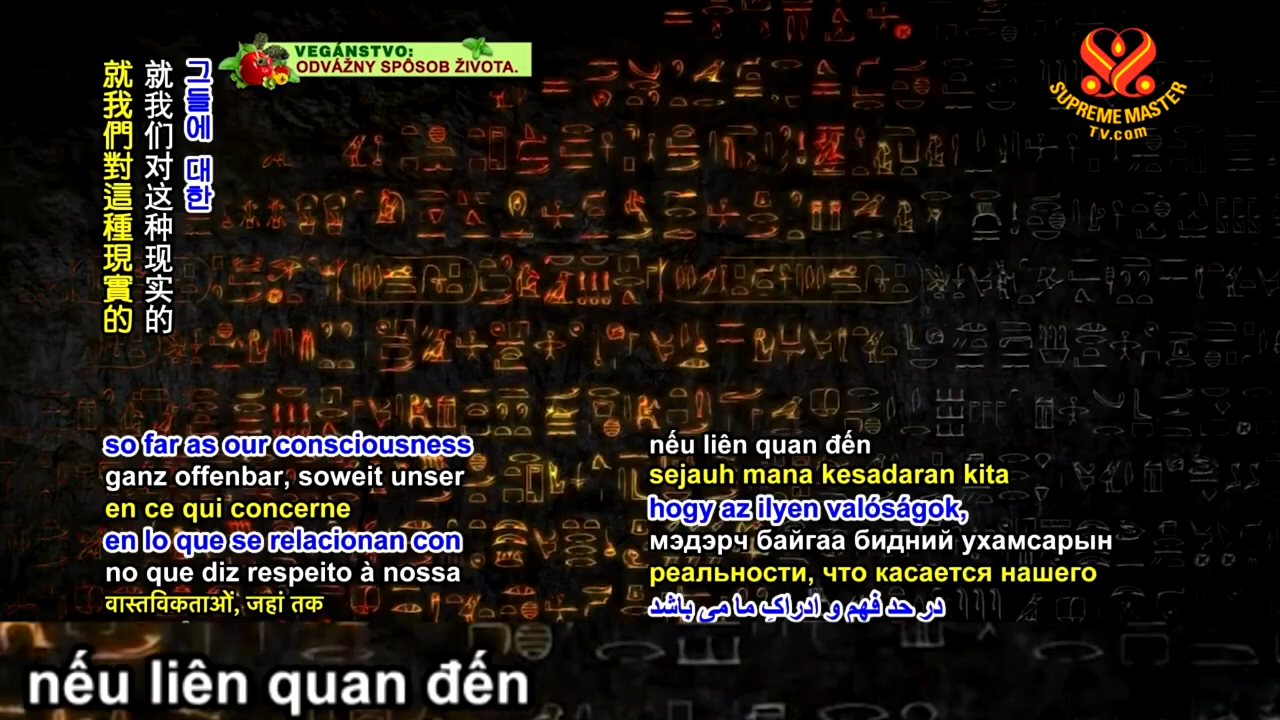 VEGÁNSTVO:
ODVÁŽNY SPÔSOB ŽIVOTA.
SUPREME MASTER
TV.com
그들에 대한
就我们对这种现实的
就我們對這種現實的
so far as our consciousness
ganz offenbar, soweit unser
en ce qui concerne
en lo que se relacionan con
no que diz respeito à nossa
वास्तविकताओं, जहां तक
nếu liên quan đến
sejauh mana kesadaran kita
hogy az ilyen valóságok,
мэдэрч байгаа бидний ухамсарын
реальности, что касается нашего
در حد فهم و ادراکِ ما می باشد
nếu liên quan đến